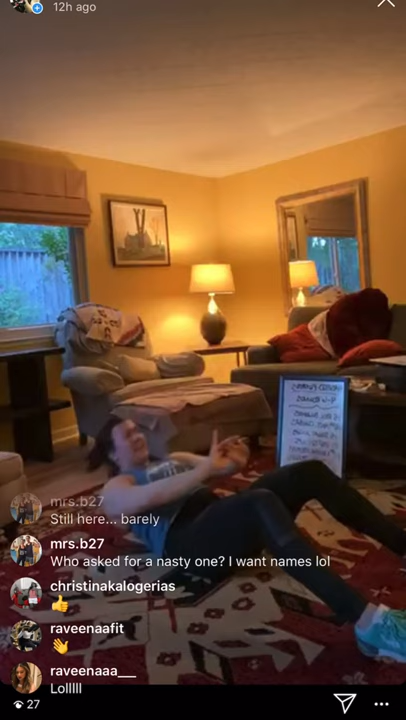 12h ago
mrs.b27
Still here... barely
mrs.b27
Who asked for a nasty one? I want names lol
christinakalogerias
👍
raveenaafit
👋
raveenaaa__
Lolllll
27